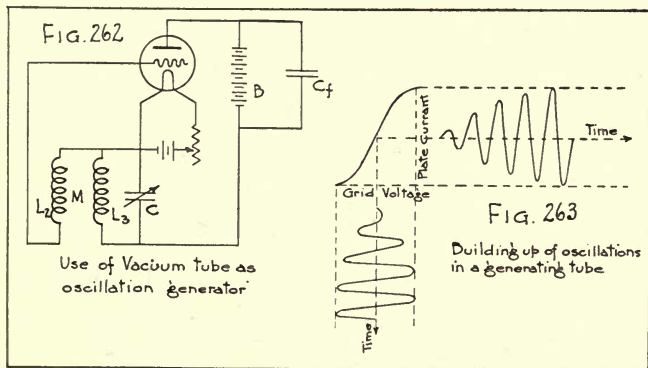 FIG. 262
B
Cf
L2
M
L3
C
Use of Vacuum tube as
oscillation generator
Plate Currant
Time
Grid Voltage
FIG. 263
Building up of oscillations
in a generating tube
Time